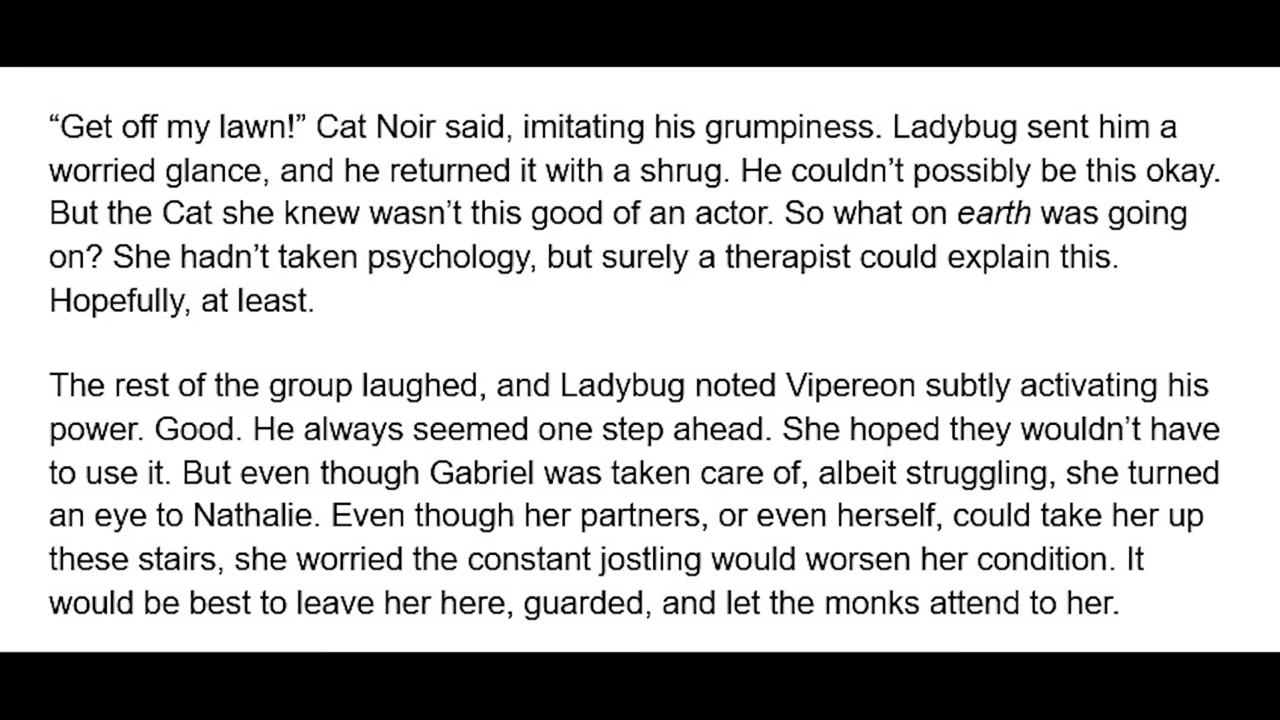 “Get off my lawn!” Cat Noir said, imitating his grumpiness. Ladybug sent him a
worried glance, and he returned it with a shrug. He couldn’t possibly be this okay.
But the Cat she knew wasn’t this good of an actor. So what on earth was going
on? She hadn’t taken psychology, but surely a therapist could explain this.
Hopefully, at least.
The rest of the group laughed, and Ladybug noted Vipereon subtly activating his
power. Good. He always seemed one step ahead. She hoped they wouldn’t have
to use it. But even though Gabriel was taken care of, albeit struggling, she turned
an eye to Nathalie. Even though her partners, or even herself, could take her up
these stairs, she worried the constant jostling would worsen her condition. It
would be best to leave her here, guarded, and let the monks attend to her.